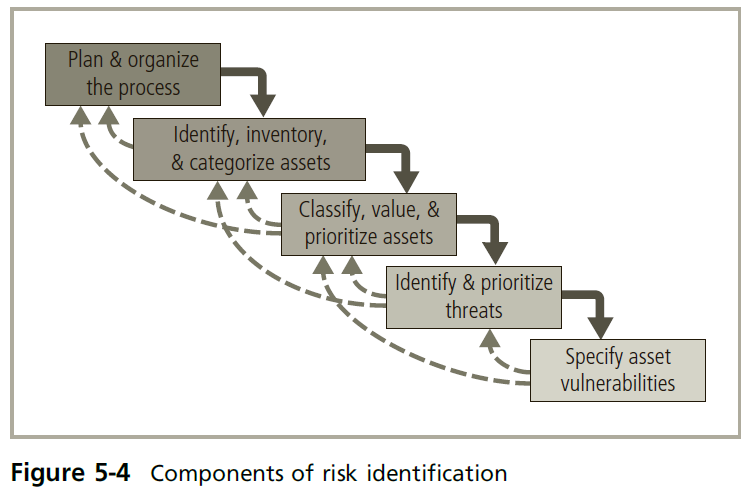 Plan & organize
the process
Identify, inventory,
& categorize assets
Classify, value, &
prioritize assets
Identify & prioritize
threats
Specify asset
vulnerabilities
Figure 5-4 Components of risk identification